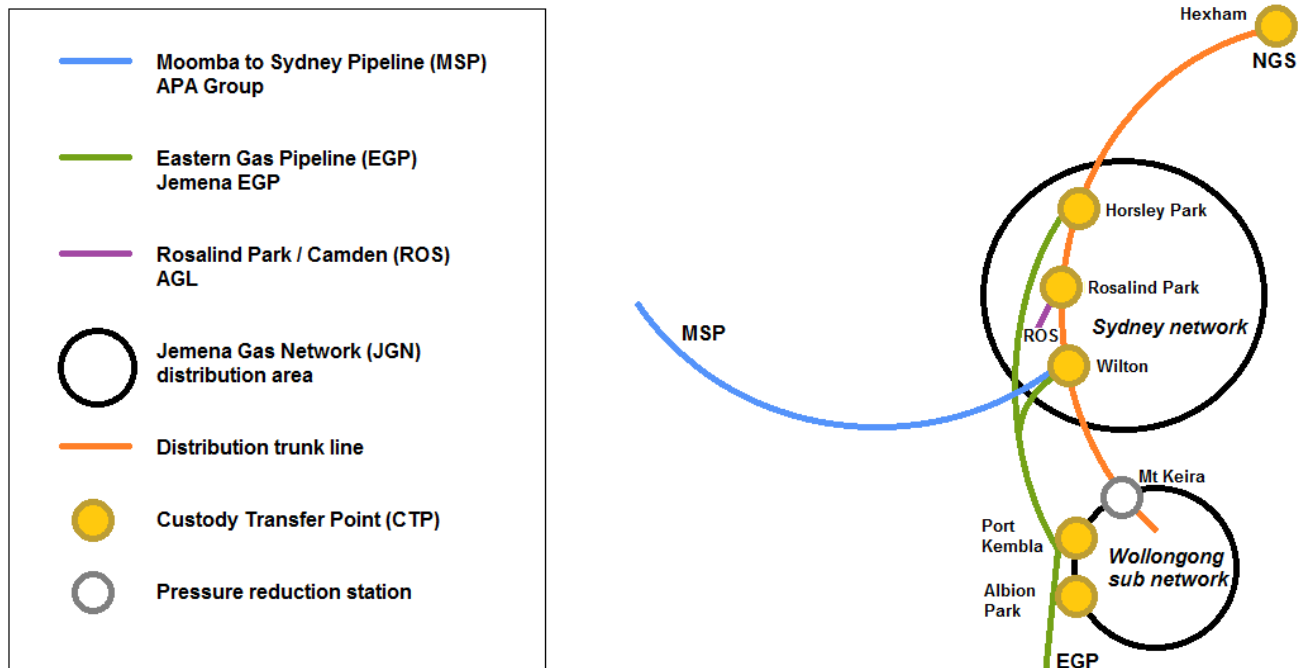 Moomba to Sydney Pipeline (MSP)
APA Group
Eastern Gas Pipeline (EGP)
Jemena EGP
Rosalind Park / Camden (ROS)
AGL
Jemena Gas Network (JGN)
distribution area
Distribution trunk line
Custody Transfer Point (CTP)
Pressure reduction station
Hexham
NGS
Horsley Park
Rosalind Park
Sydney network
ROS
MSP
Wilton
Mt Keira
Port
Kembla
Wollongong
sub network
Albion
Park
EGP